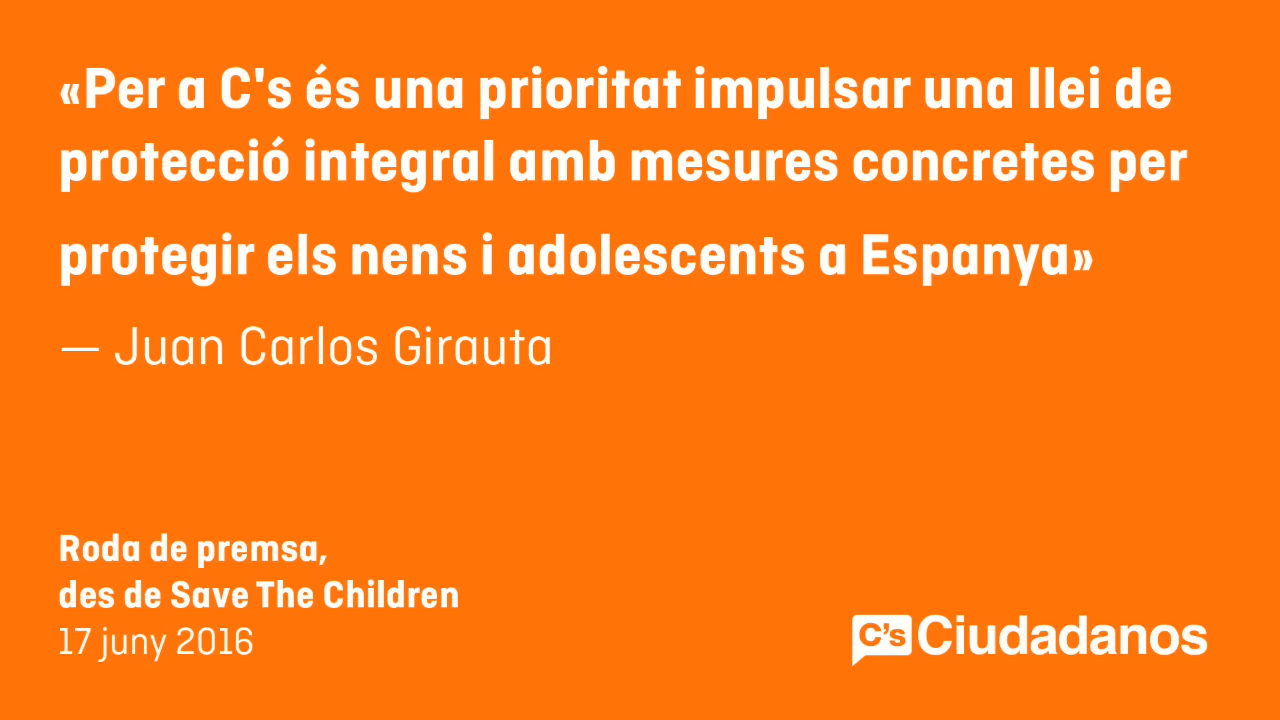 «Per a C's és una prioritat impulsar una llei de
protecció integral amb mesures concretes per
protegir els nens i adolescents a Espanya»
— Juan Carlos Girauta
Roda de premsa,
des de Save The Children
17 juny 2016
C's Ciudadanos